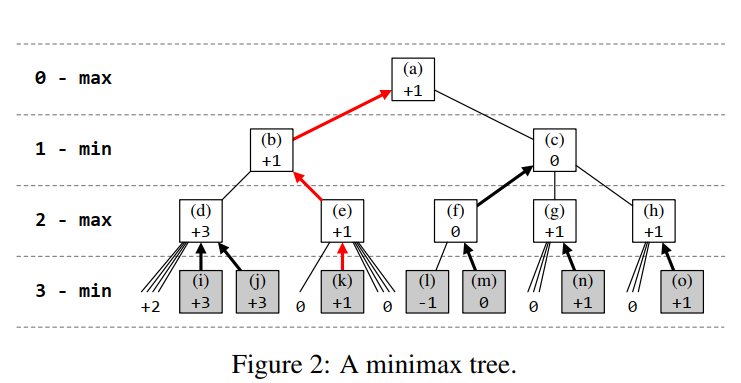 (a)
0 - max
+1
(b)
(c)
1 - min
+1
0
(d)
(e)
(f)
(g)
(h)
2 - max
+3
+1
0
+1
+1
(i)
(j)
(k)
(l)
(m)
(n)
(o)
3 - min
+2
+3
+3
0
+1
0
-1
0
0
+1
0
+1
Figure 2: A minimax tree.